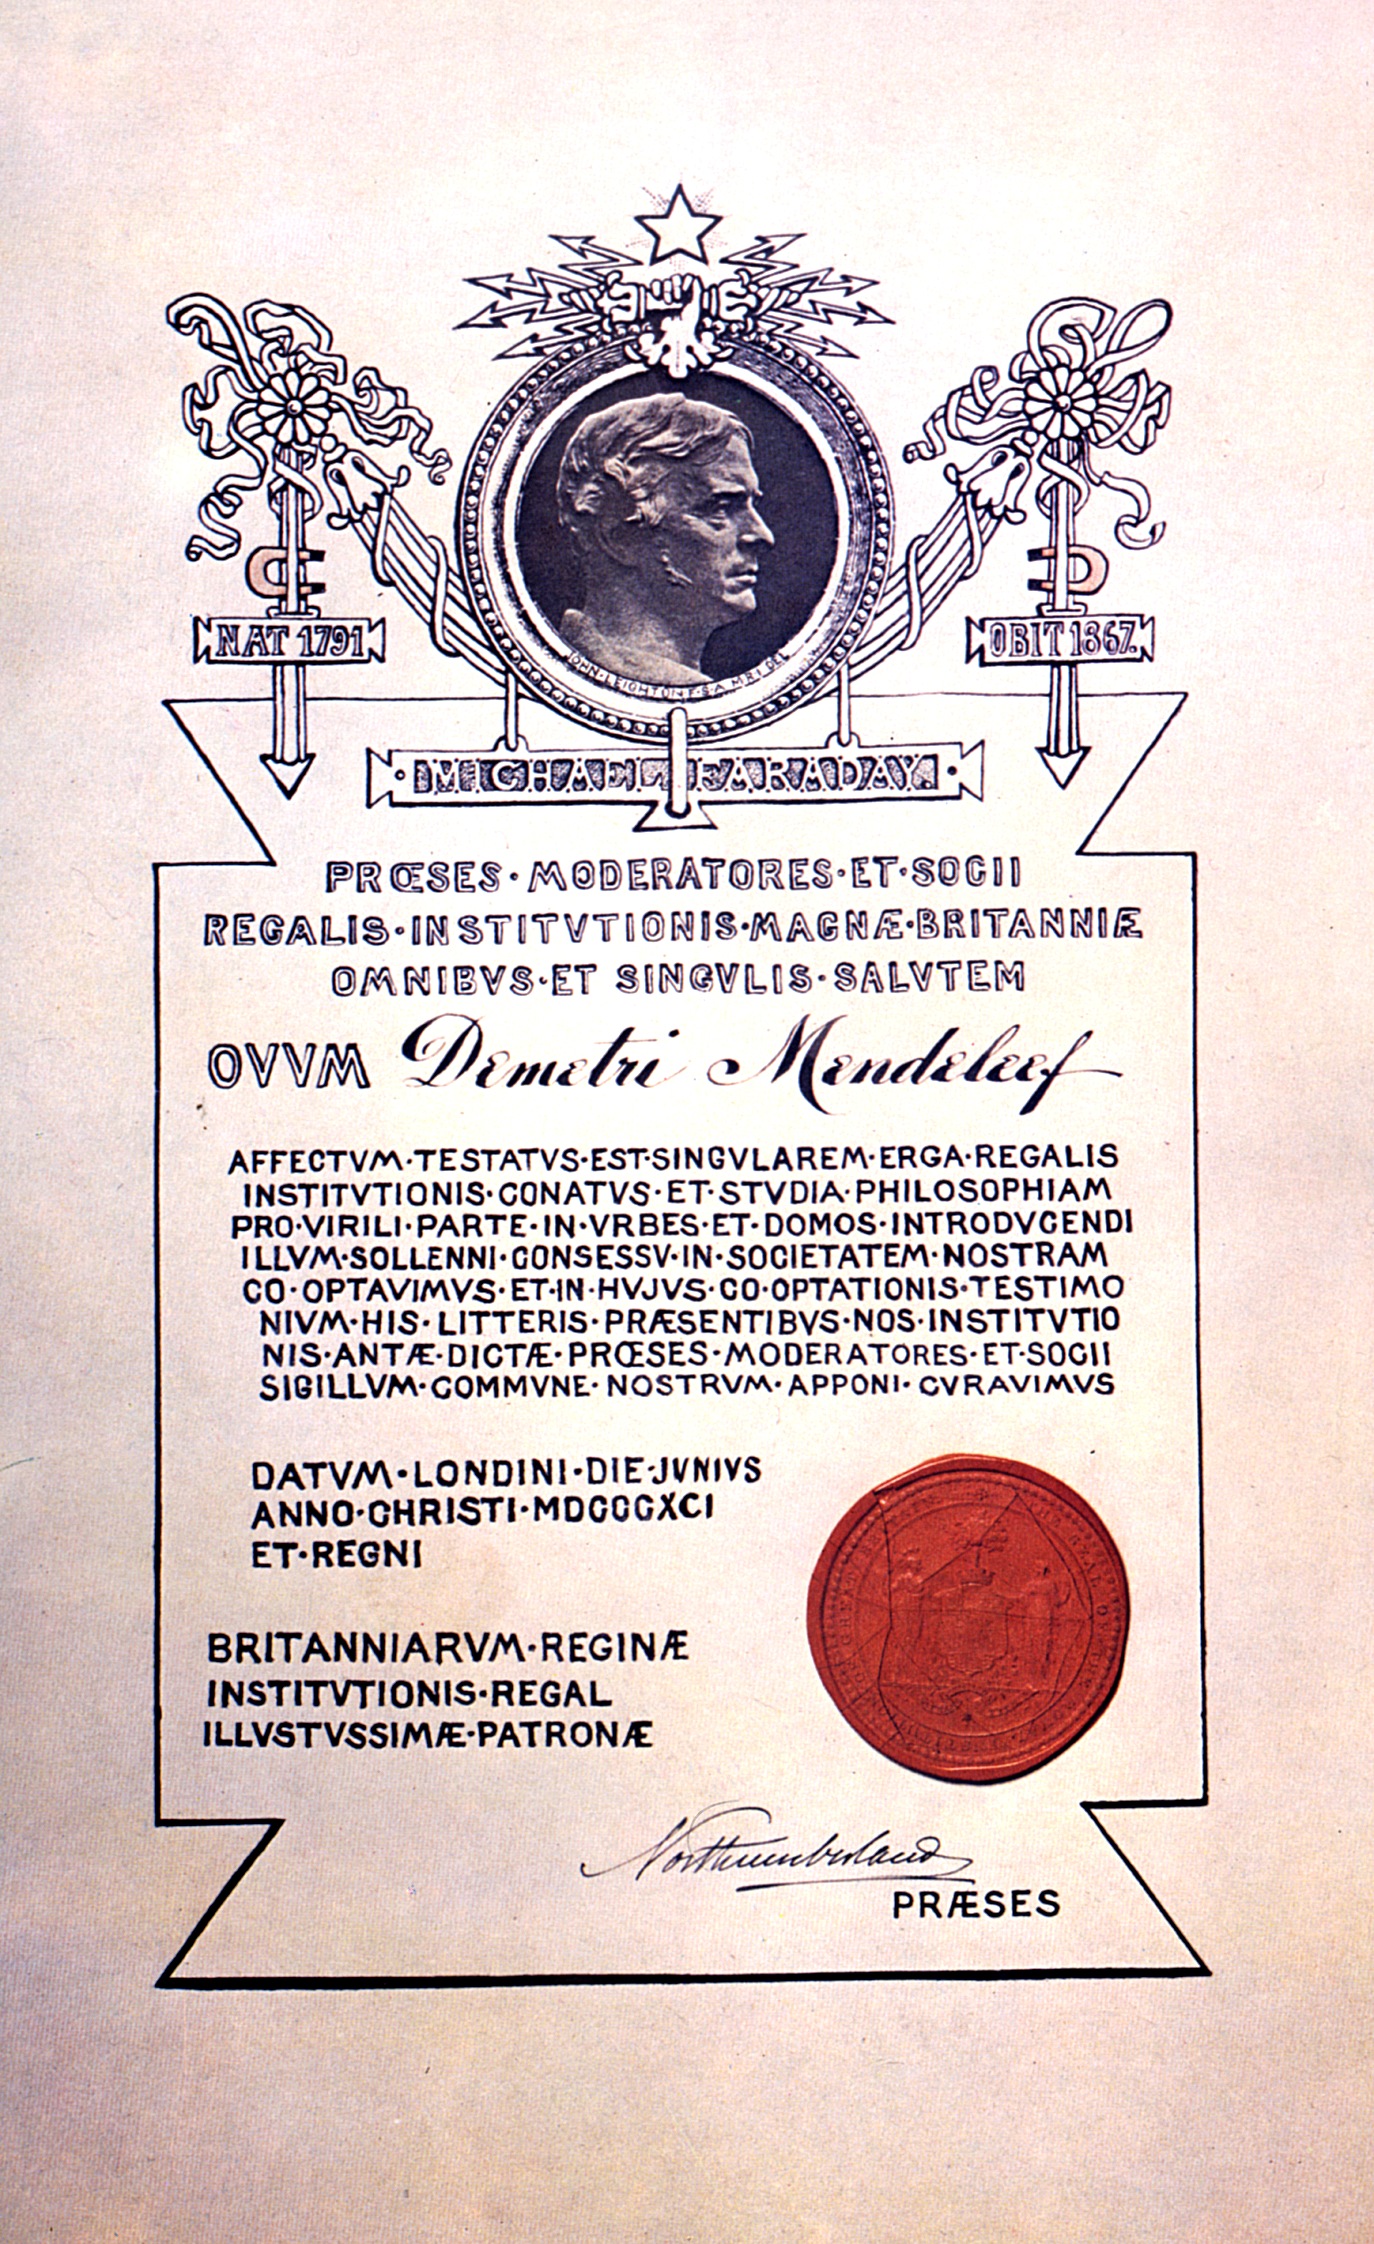 NAT 1791
OBIT 1867.
JOHN·LEIGHTON·F·S·A·M·R·I·DEL
·MICHAEL FARADAY·
PRŒSES·MODERATORES·ET·SOCII
REGALIS·INSTITVTIONIS·MAGNÆ·BRITANNIÆ
OMNIBVS·ET SINGVLIS·SALVTEM
OVVM Demetri Mendeleef
AFFECTVM·TESTATVS·EST·SINGVLAREM·ERGA·REGALIS
INSTITVTIONIS·CONATVS·ET·STVDIA·PHILOSOPHIAM
PRO·VIRILI·PARTE·IN·VRBES·ET·DOMOS·INTRODVCENDI
ILLVM·SOLLENNI·CONSESSV·IN·SOCIETATEM·NOSTRAM
CO·OPTAVIMVS·ET·IN·HVJVS·CO·OPTATIONIS·TESTIMO
NIVM·HIS·LITTERIS·PRÆSENTIBVS·NOS·INSTITVTIO
NIS·ANTÆ·DICTÆ·PRŒSES·MODERATORES·ET·SOCII
SIGILLVM·COMMVNE·NOSTRVM·APPONI·CVRAVIMVS
DATVM·LONDINI·DIE·JVNIVS
ANNO·CHRISTI·MDCCCXCI
ET·REGNI
BRITANNIARVM·REGINÆ
INSTITVTIONIS·REGAL
ILLVSTVSSIMÆ·PATRONÆ
Northumberland
PRÆSES